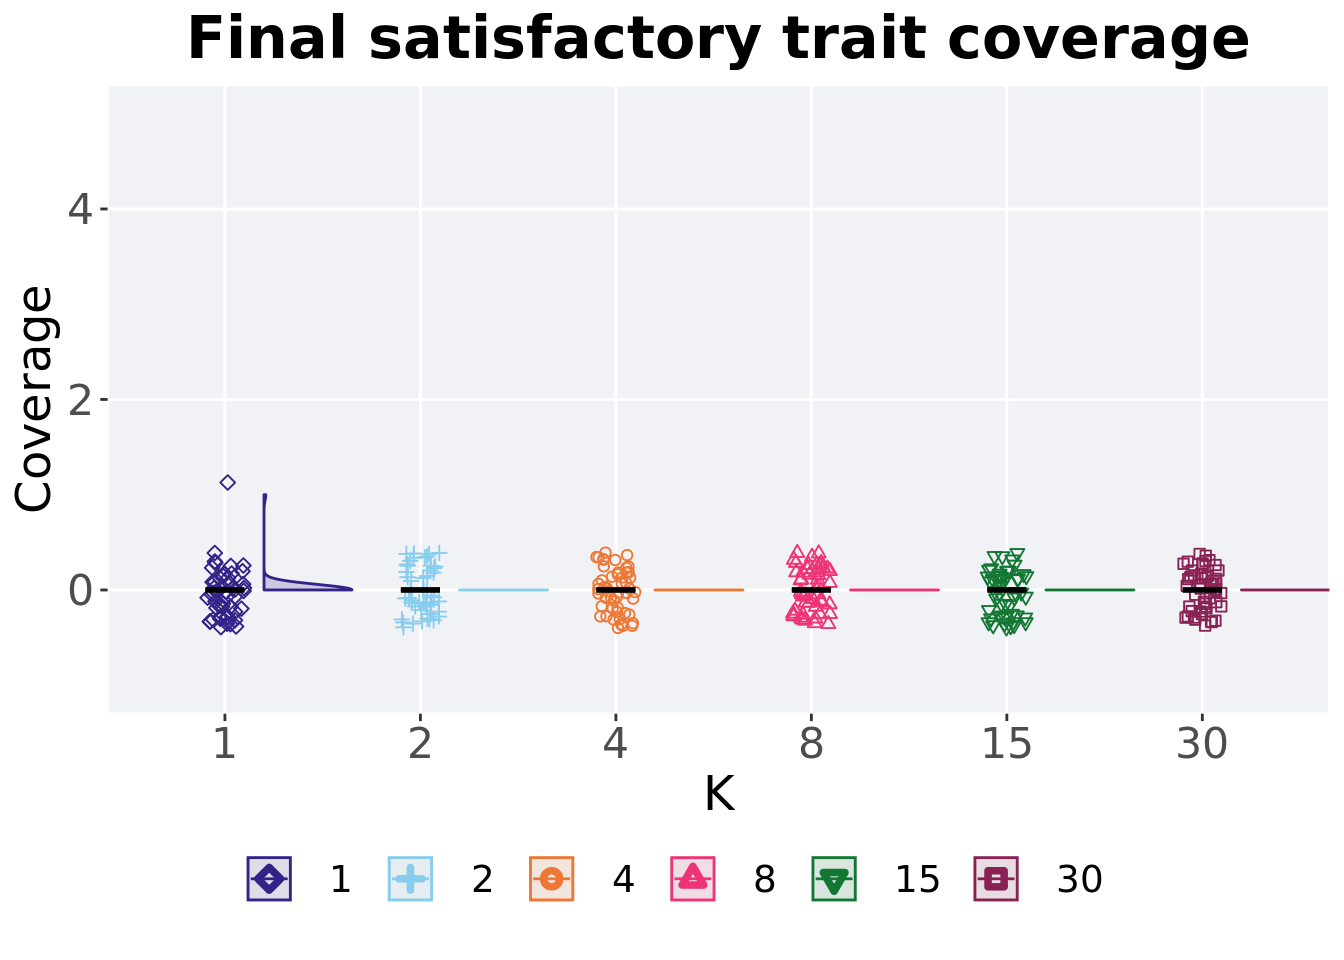 Final satisfactory trait coverage
Coverage
4
2
0
1 2 4 8 15 30
K
1 2 4 8 15 30